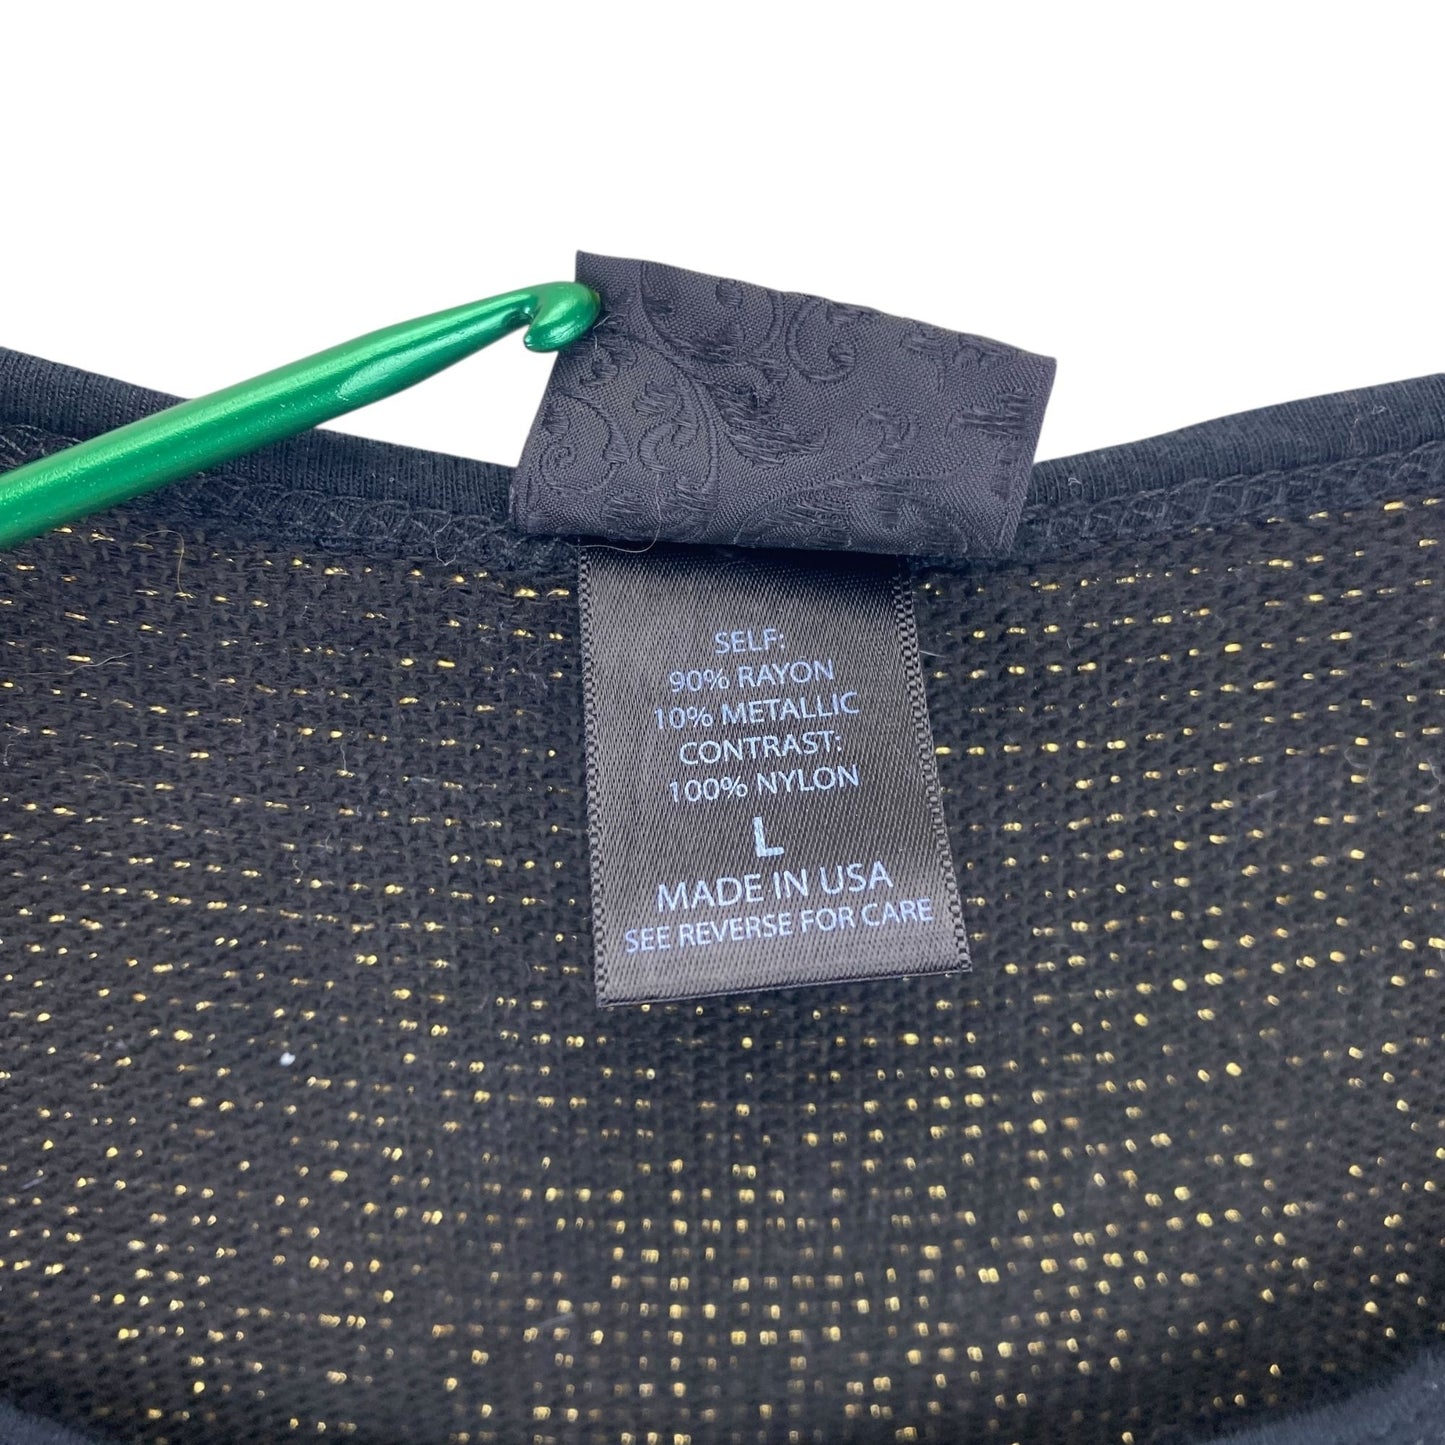 SELF:
90% RAYON
10% METALLIC
CONTRAST:
100% NYLON
L
MADE IN USA
SEE REVERSE FOR CARE